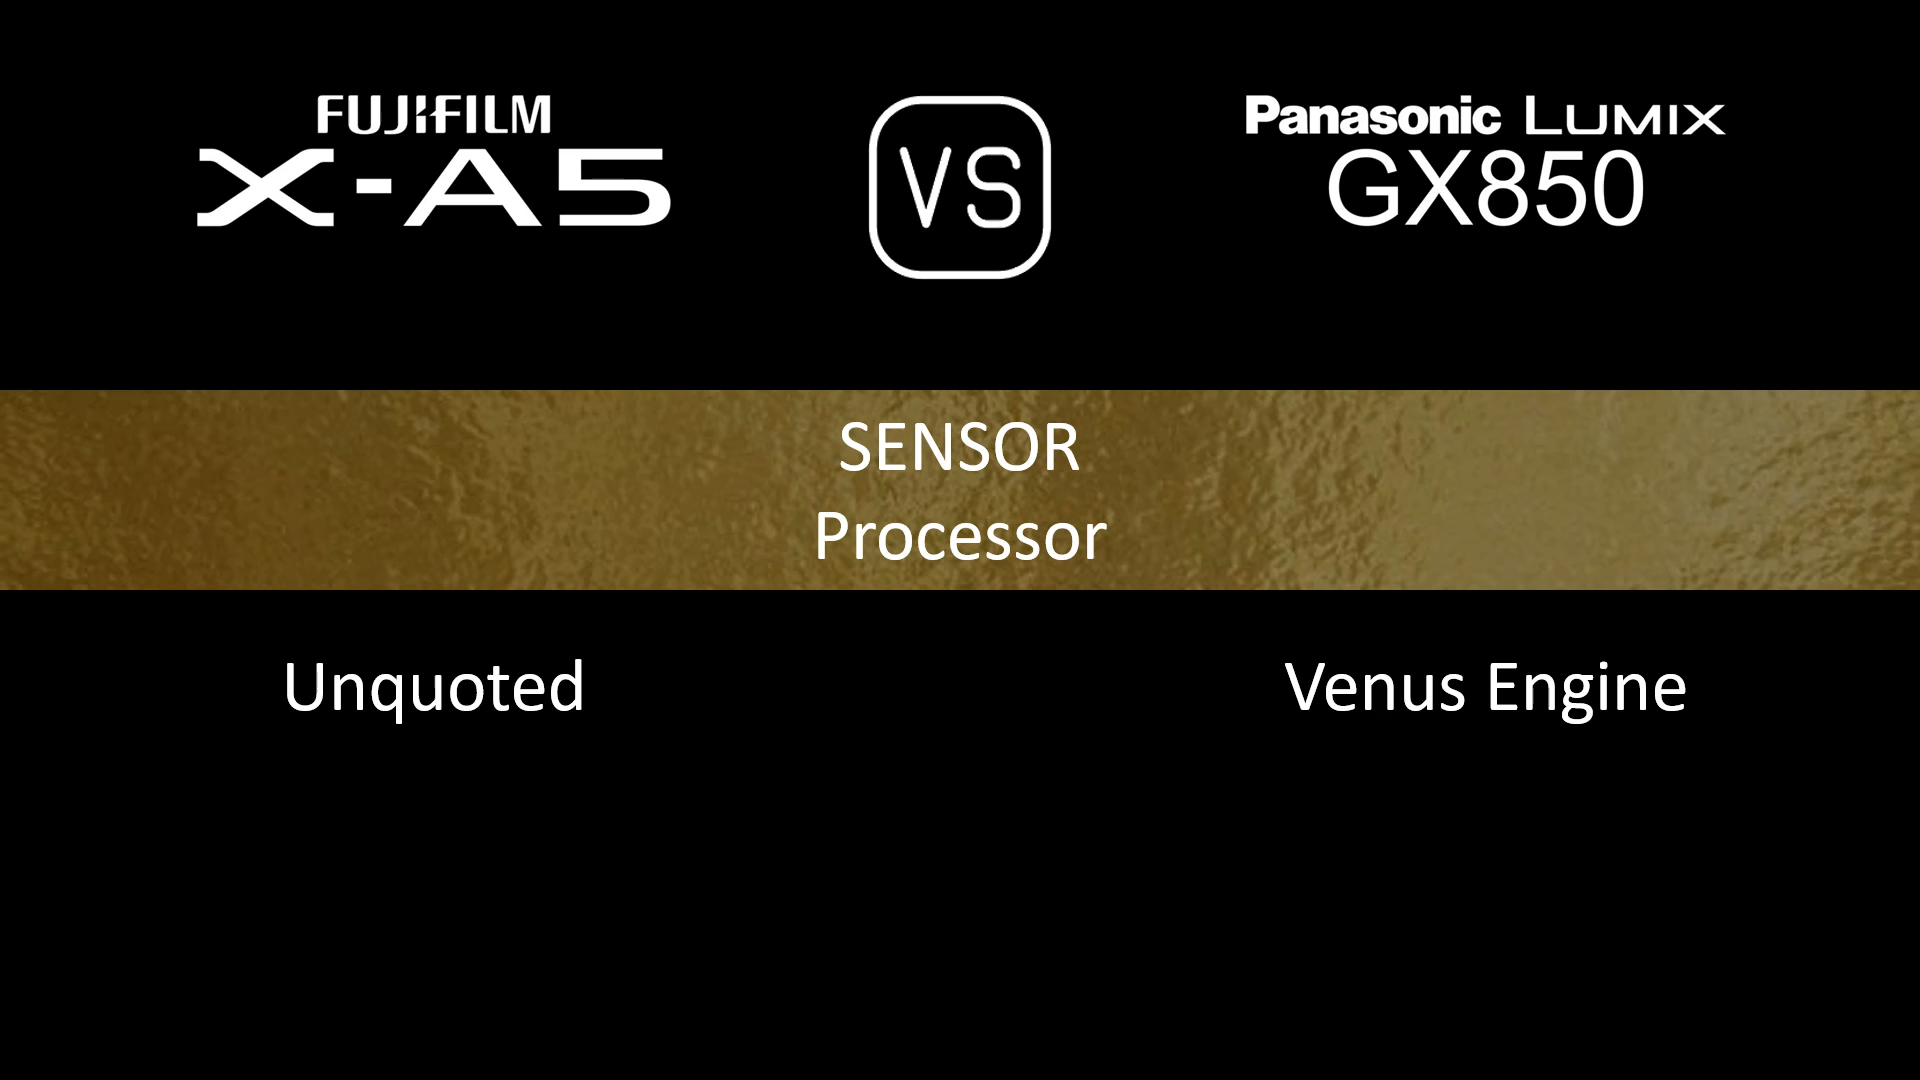 FUJIFILM
X-A5
VS
Panasonic LUMIX
GX850
SENSOR
Processor
Unquoted
Venus Engine